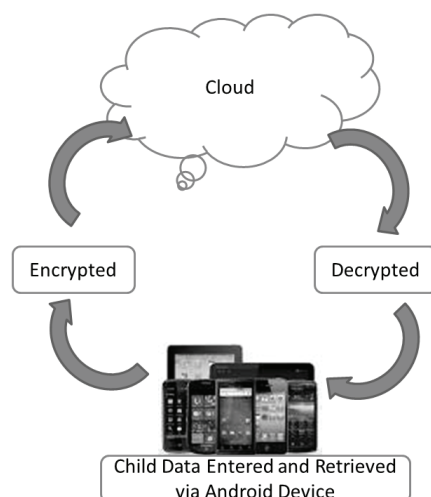 Cloud
Encrypted
Decrypted
Child Data Entered and Retrieved
via Android Device